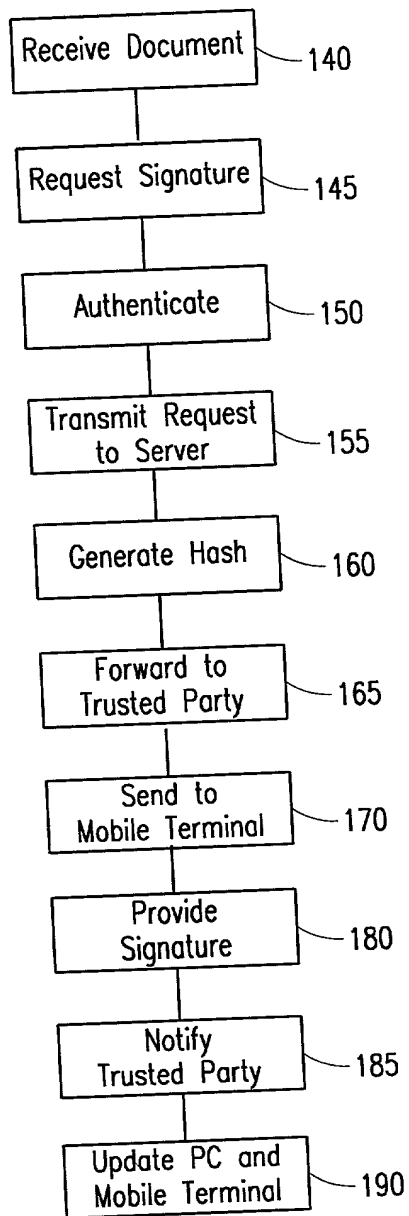 Receive Document
140
Request Signature
145
Authenticate
150
Transmit Request
to Server
155
Generate Hash
160
Forward to
Trusted Party
165
Send to
Mobile Terminal
170
Provide
Signature
180
Notify
Trusted Party
185
Update PC and
Mobile Terminal
190